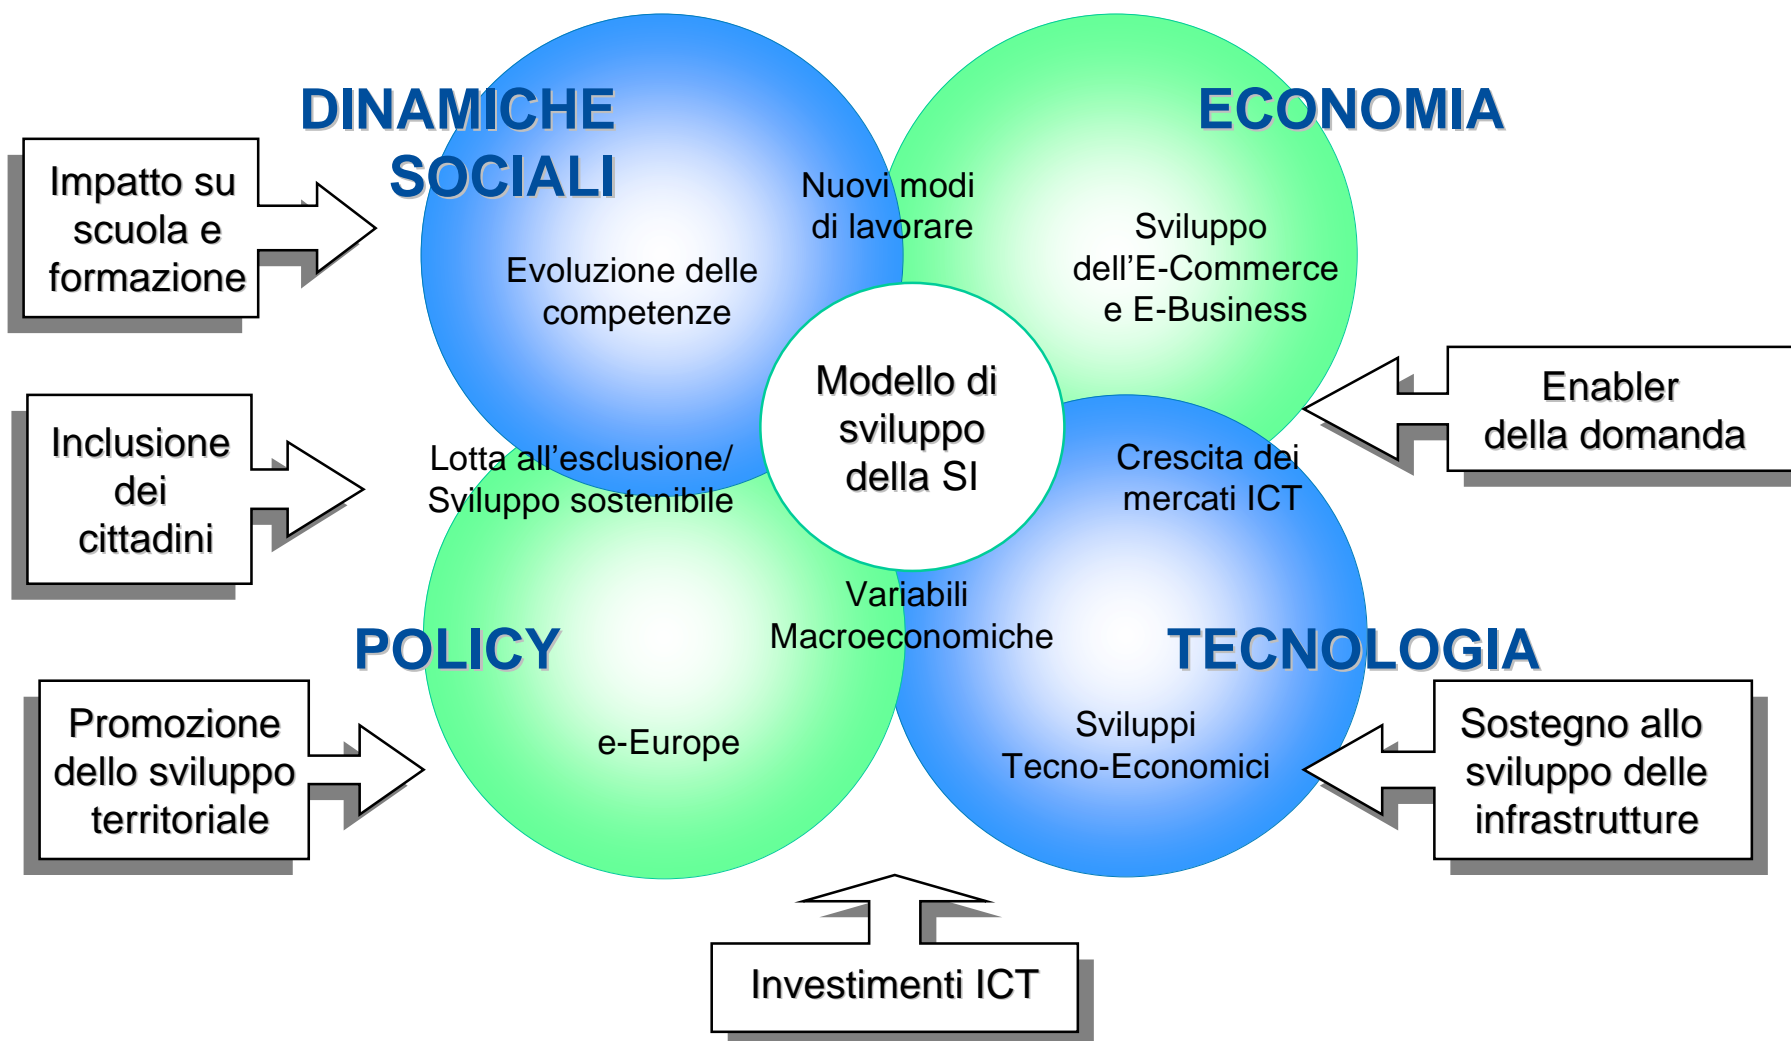 DINAMICHE
SOCIALI
ECONOMIA
Impatto su
scuola e
formazione
Nuovi modi
di lavorare
Evoluzione delle
competenze
Sviluppo
dell'E-Commerce
e E-Business
Modello di
sviluppo
della SI
Enabler
della domanda
Inclusione
dei
cittadini
Lotta all'esclusione/
Sviluppo sostenibile
Crescita dei
mercati ICT
Variabili
Macroeconomiche
POLICY
TECNOLOGIA
Promozione
dello sviluppo
territoriale
e-Europe
Sviluppi
Tecno-Economici
Sostegno allo
sviluppo delle
infrastrutture
Investimenti ICT